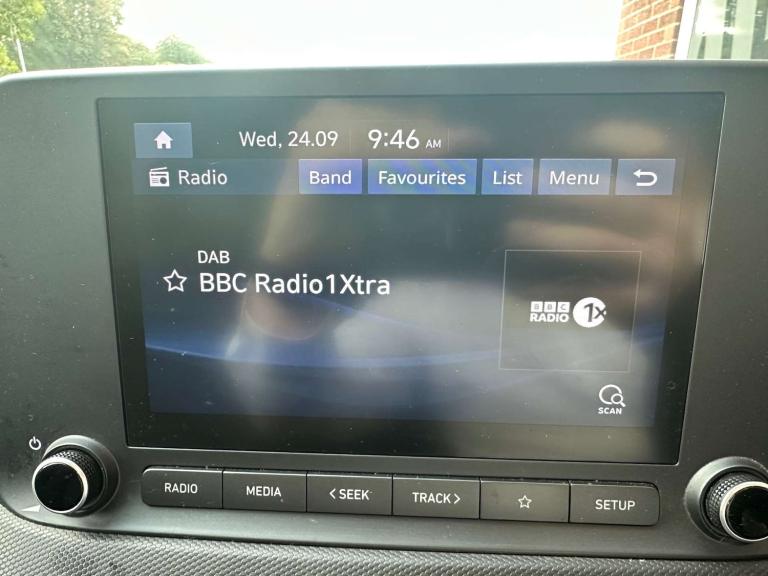 Wed, 24.09 9:46 AM
Radio Band Favourites List Menu
DAB
BBC Radio1Xtra
BBC
RADIO 1x
SCAN
RADIO MEDIA <SEEK TRACK> SETUP